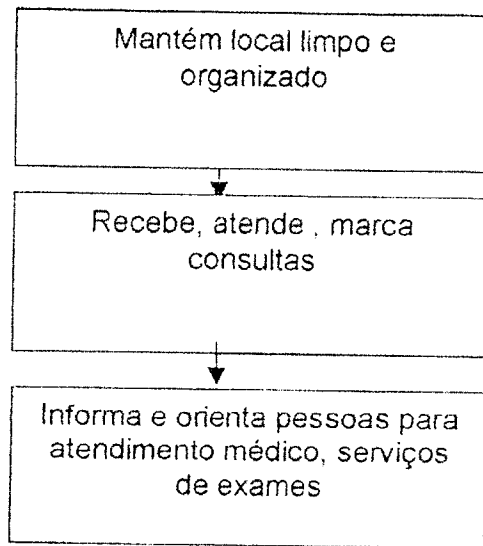 Mantém local limpo e
organizado
Recebe, atende , marca
consultas
Informa e orienta pessoas para
atendimento médico, serviços
de exames